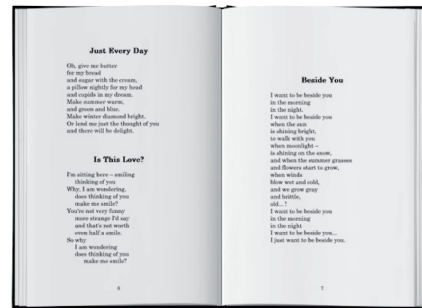 Just Every Day
Oh, give me butter
for my bread
and sugar with the cream,
a pillow nightly for my head
and cupids in my dream.
Make summer warm,
and green and blue.
Make winter diamond bright.
Or lend me just the thought of you
and there will be delight.
Is This Love?
I'm sitting here – smiling
thinking of you
Why, I am wondering,
does thinking of you
make me smile?
You're not very funny
more strange I'd say
and that's not worth
even half a smile.
So why
I am wondering
does thinking of you
make me smile?
6
Beside You
I want to be beside you
in the morning
in the night.
I want to be beside you
when the sun
is shining bright,
to walk with you
when moonlight –
is shining on the snow,
and when the summer grasses
and flowers start to grow,
when winds
blow wet and cold,
and we grow gray
and brittle,
old...!
I want to be beside you
in the morning
in the night
I want to be beside you...
I just want to be beside you.
7